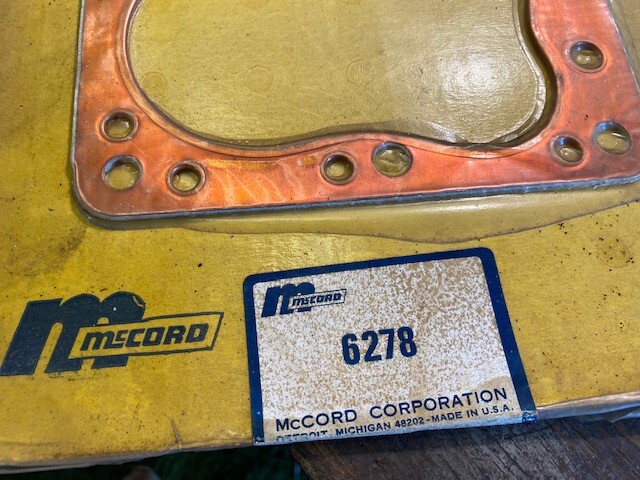 McCORD
McCORD
6278
McCORD CORPORATION
DETROIT, MICHIGAN 48202-MADE IN U.S.A.